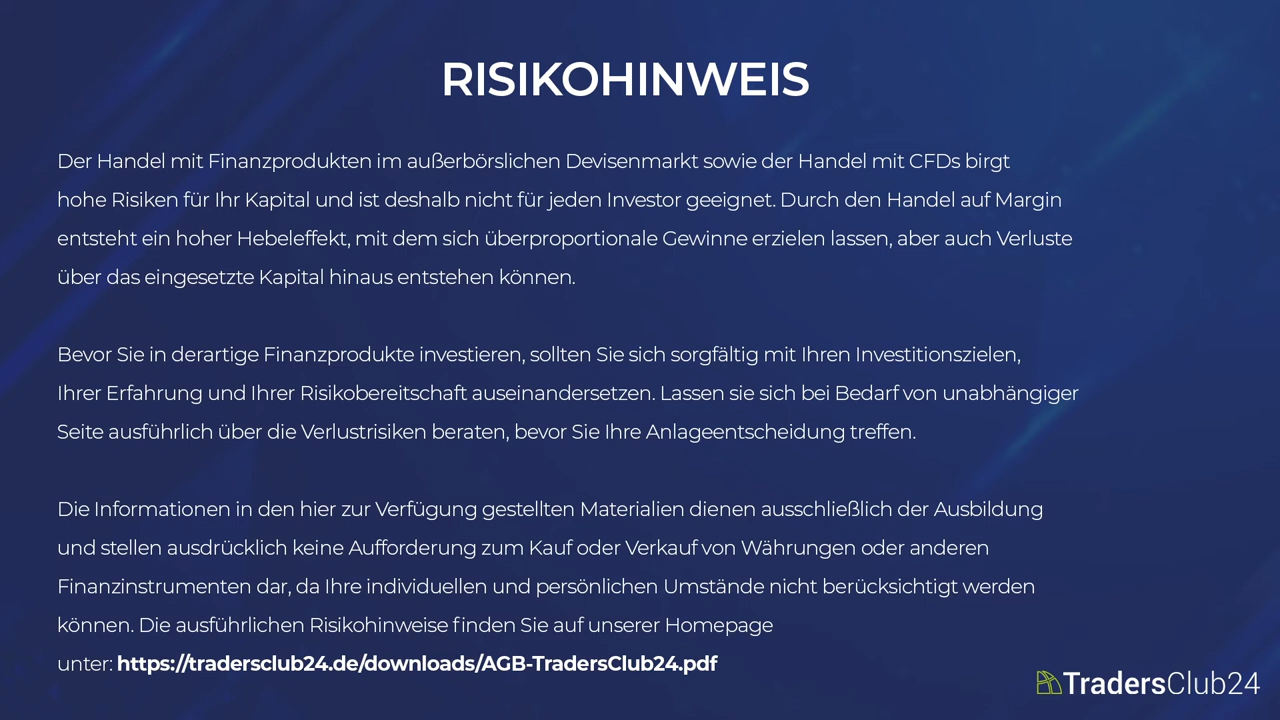 RISIKOHINWEIS
Der Handel mit Finanzprodukten im außerbörslichen Devisenmarkt sowie der Handel mit CFDs birgt
hohe Risiken für Ihr Kapital und ist deshalb nicht für jeden Investor geeignet. Durch den Handel auf Margin
entsteht ein hoher Hebeleffekt, mit dem sich überproportionale Gewinne erzielen lassen, aber auch Verluste
über das eingesetzte Kapital hinaus entstehen können.
Bevor Sie in derartige Finanzprodukte investieren, sollten Sie sich sorgfältig mit Ihren Investitionszielen,
Ihrer Erfahrung und Ihrer Risikobereitschaft auseinandersetzen. Lassen sie sich bei Bedarf von unabhängiger
Seite ausführlich über die Verlustrisiken beraten, bevor Sie Ihre Anlageentscheidung treffen.
Die Informationen in den hier zur Verfügung gestellten Materialien dienen ausschließlich der Ausbildung
und stellen ausdrücklich keine Aufforderung zum Kauf oder Verkauf von Währungen oder anderen
Finanzinstrumenten dar, da Ihre individuellen und persönlichen Umstände nicht berücksichtigt werden
können. Die ausführlichen Risikohinweise finden Sie auf unserer Homepage
unter: https://tradersclub24.de/downloads/AGB-TradersClub24.pdf
TradersClub24